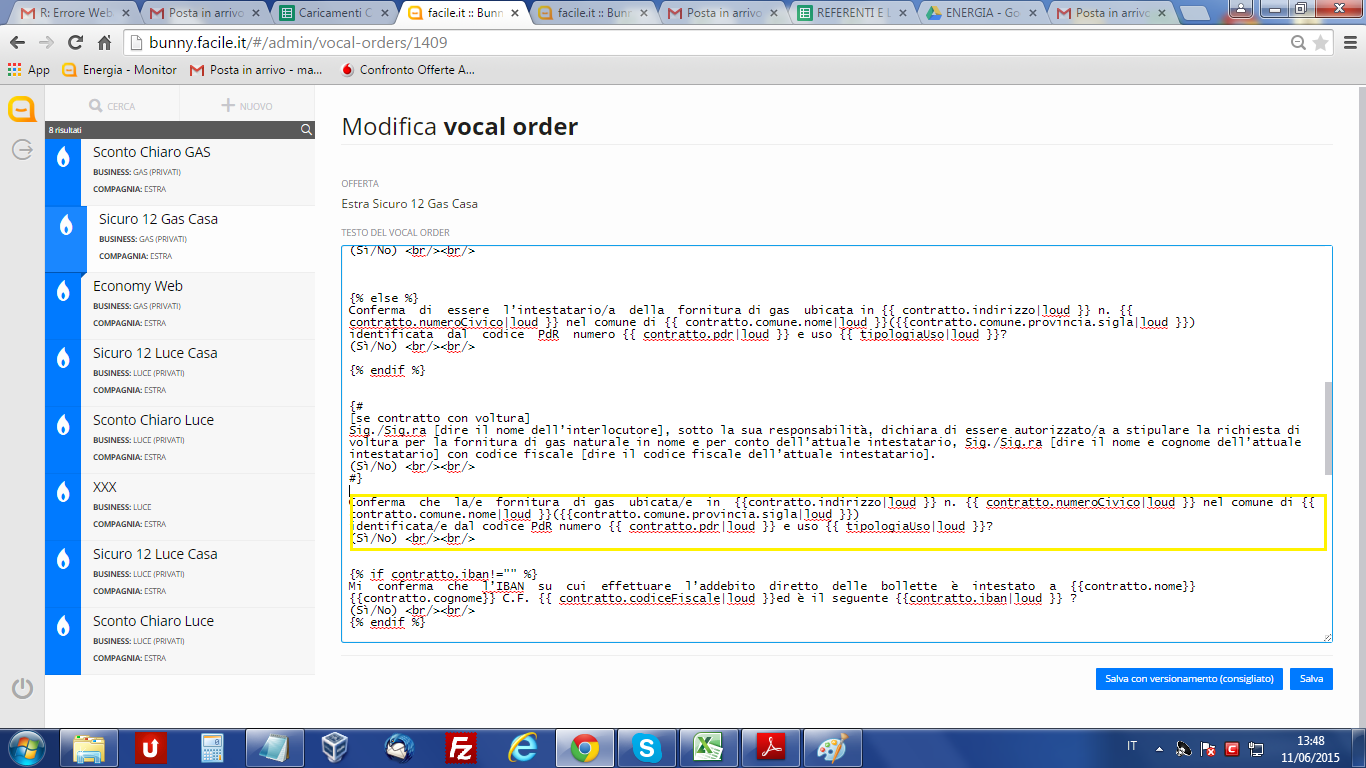 R: Errore Web
Posta in arrivo
Caricamenti C
facile.it :: Bunn
facile.it :: Bunn
Posta in arrivo
REFERENTI E L
ENERGIA - Go
Posta in arrivo
bunny.facile.it/#/admin/vocal-orders/1409
App
Energia - Monitor
Posta in arrivo - ma...
Confronto Offerte A...
CERCA
NUOVO
8 risultati
Sconto Chiaro GAS
BUSINESS: GAS (PRIVATI)
COMPAGNIA: ESTRA
Sicuro 12 Gas Casa
BUSINESS: GAS (PRIVATI)
COMPAGNIA: ESTRA
Economy Web
BUSINESS: GAS (PRIVATI)
COMPAGNIA: ESTRA
Sicuro 12 Luce Casa
BUSINESS: LUCE (PRIVATI)
COMPAGNIA: ESTRA
Sconto Chiaro Luce
BUSINESS: LUCE (PRIVATI)
COMPAGNIA: ESTRA
XXX
BUSINESS: LUCE
COMPAGNIA: ESTRA
Sicuro 12 Luce Casa
BUSINESS: LUCE (PRIVATI)
COMPAGNIA: ESTRA
Sconto Chiaro Luce
BUSINESS: LUCE (PRIVATI)
COMPAGNIA: ESTRA
Modifica vocal order
OFFERTA
Estra Sicuro 12 Gas Casa
TESTO DEL VOCAL ORDER
(Sì/No) <br/><br/>
{% else %}
Conferma di essere l'intestatario/a della fornitura di gas ubicata in {{ contratto.indirizzo|loud }} n. {{
contratto.numeroCivico|loud }} nel comune di {{ contratto.comune.nome|loud }}({{contratto.comune.provincia.sigla|loud }})
identificata dal codice PdR numero {{ contratto.pdr|loud }} e uso {{ tipologiaUso|loud }}?
(Sì/No) <br/><br/>
{% endif %}
{#
[se contratto con voltura]
Sig./Sig.ra [dire il nome dell'interlocutore], sotto la sua responsabilità, dichiara di essere autorizzato/a a stipulare la richiesta di
voltura per la fornitura di gas naturale in nome e per conto dell'attuale intestatario, Sig./Sig.ra [dire il nome e cognome dell'attuale
intestatario] con codice fiscale [dire il codice fiscale dell'attuale intestatario].
(Sì/No) <br/><br/>
#}
Conferma che la/e fornitura di gas ubicata/e in {{contratto.indirizzo|loud }} n. {{ contratto.numeroCivico|loud }} nel comune di {{
contratto.comune.nome|loud }}({{contratto.comune.provincia.sigla|loud }})
identificata/e dal codice PdR numero {{ contratto.pdr|loud }} e uso {{ tipologiaUso|loud }}?
(Sì/No) <br/><br/>
{% if contratto.iban!="" %}
Mi conferma che l'IBAN su cui effettuare l'addebito diretto delle bollette è intestato a {{contratto.nome}}
{{contratto.cognome}} C.F. {{ contratto.codiceFiscale|loud }}ed è il seguente {{contratto.iban|loud }} ?
(Sì/No) <br/><br/>
{% endif %}
Salva con versionamento (consigliato)
Salva
IT
13:48
11/06/2015